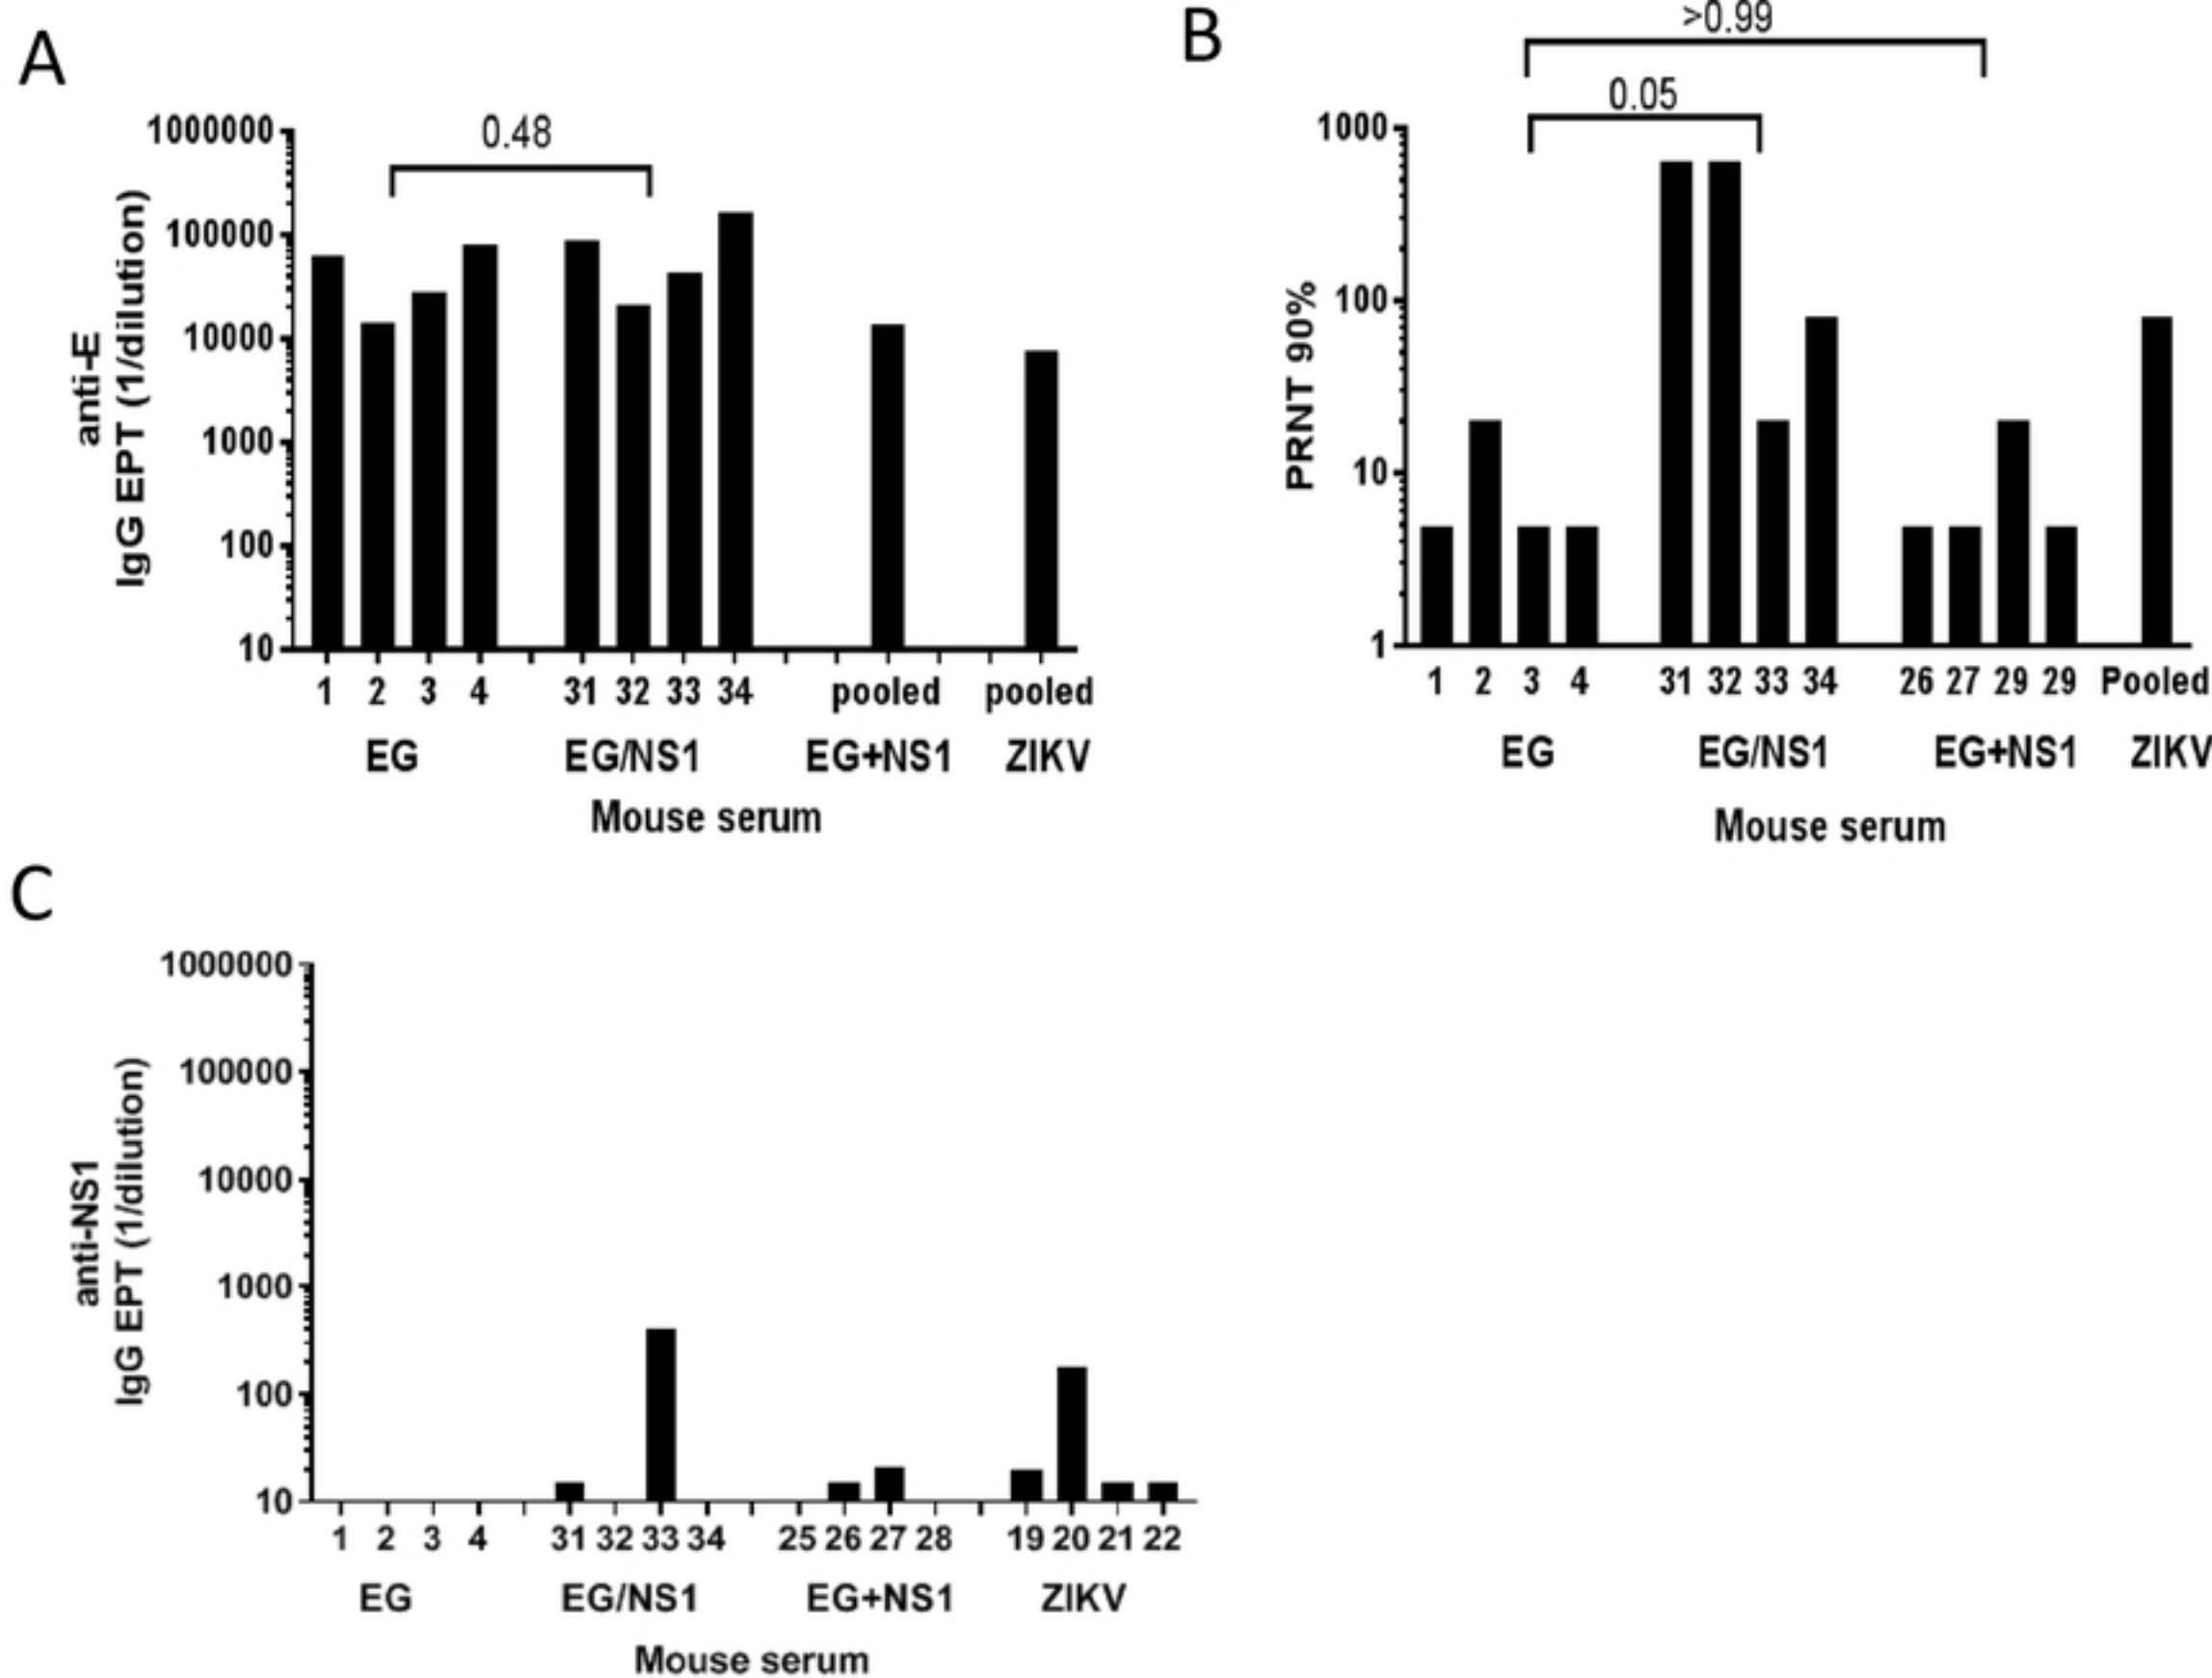 A
0.48
1000000
100000
10000
1000
100
10
anti-E
IgG EPT (1/dilution)
1 2 3 4 31 32 33 34 pooled pooled
EG EG/NS1 EG+NS1 ZIKV
Mouse serum
B
>0.99
0.05
1000
100
10
1
PRNT 90%
1 2 3 4 31 32 33 34 26 27 29 29 Pooled
EG EG/NS1 EG+NS1 ZIKV
Mouse serum
C
1000000
100000
10000
1000
100
10
anti-NS1
IgG EPT (1/dilution)
1 2 3 4 31 32 33 34 25 26 27 28 19 20 21 22
EG EG/NS1 EG+NS1 ZIKV
Mouse serum